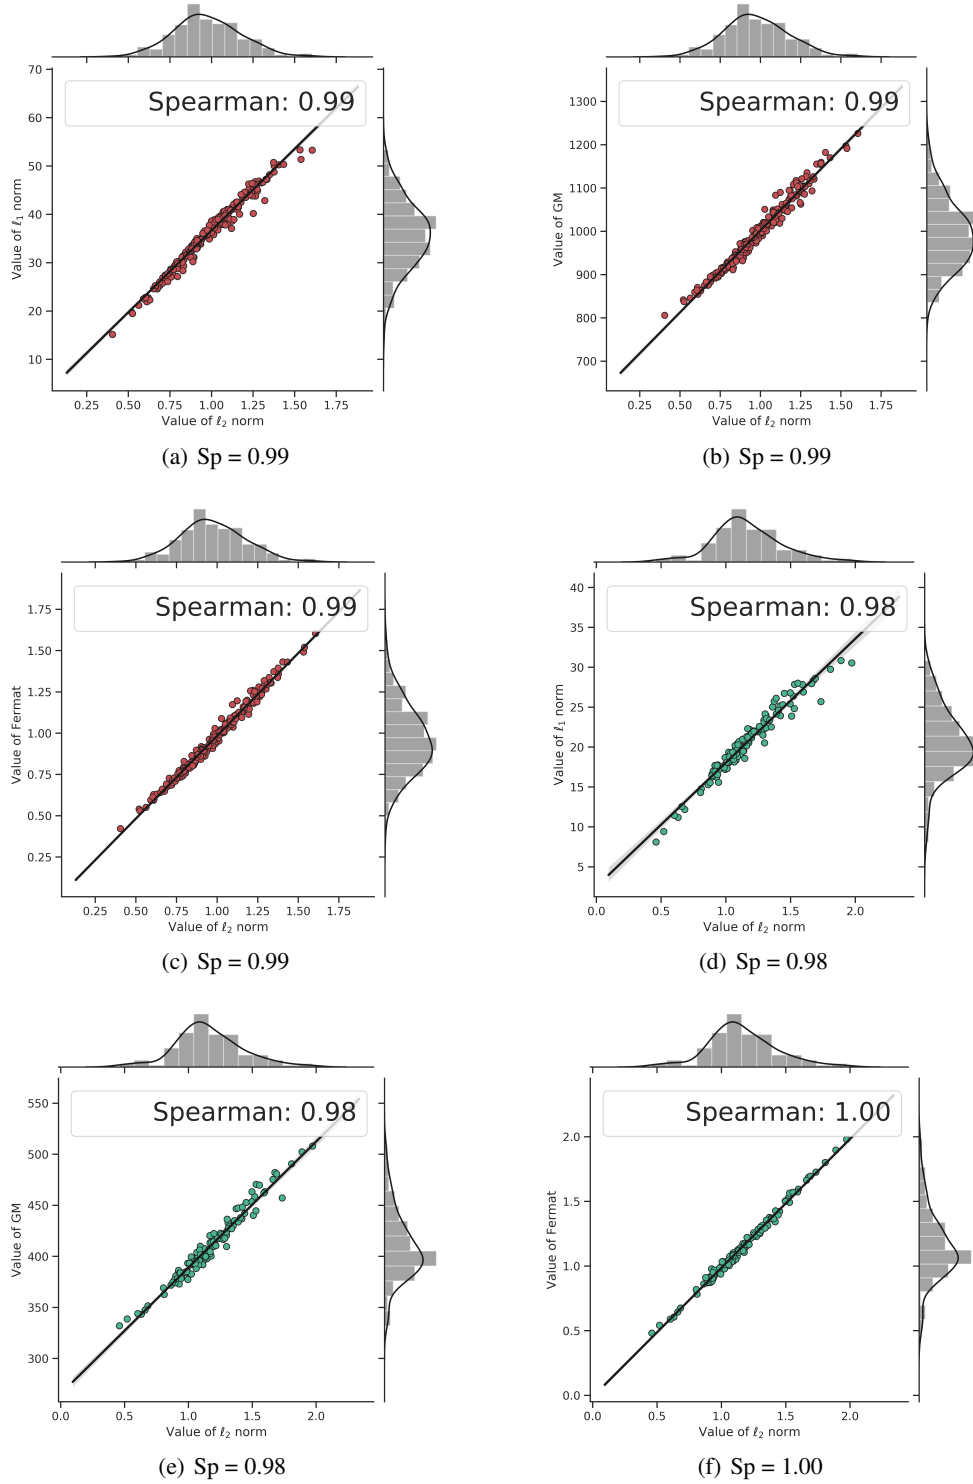 Spearman: 0.99
70
60
50
40
30
20
10
Value of ℓ1 norm
0.25 0.50 0.75 1.00 1.25 1.50 1.75
Value of ℓ2 norm
(a) Sp = 0.99
Spearman: 0.99
1300
1200
1100
1000
900
800
700
Value of GM
0.25 0.50 0.75 1.00 1.25 1.50 1.75
Value of ℓ2 norm
(b) Sp = 0.99
Spearman: 0.99
1.75
1.50
1.25
1.00
0.75
0.50
0.25
Value of Fermat
0.25 0.50 0.75 1.00 1.25 1.50 1.75
Value of ℓ2 norm
(c) Sp = 0.99
Spearman: 0.98
40
35
30
25
20
15
10
5
Value of ℓ1 norm
0.0 0.5 1.0 1.5 2.0
Value of ℓ2 norm
(d) Sp = 0.98
Spearman: 0.98
550
500
450
400
350
300
Value of GM
0.0 0.5 1.0 1.5 2.0
Value of ℓ2 norm
(e) Sp = 0.98
Spearman: 1.00
2.0
1.5
1.0
0.5
0.0
Value of Fermat
0.0 0.5 1.0 1.5 2.0
Value of ℓ2 norm
(f) Sp = 1.00